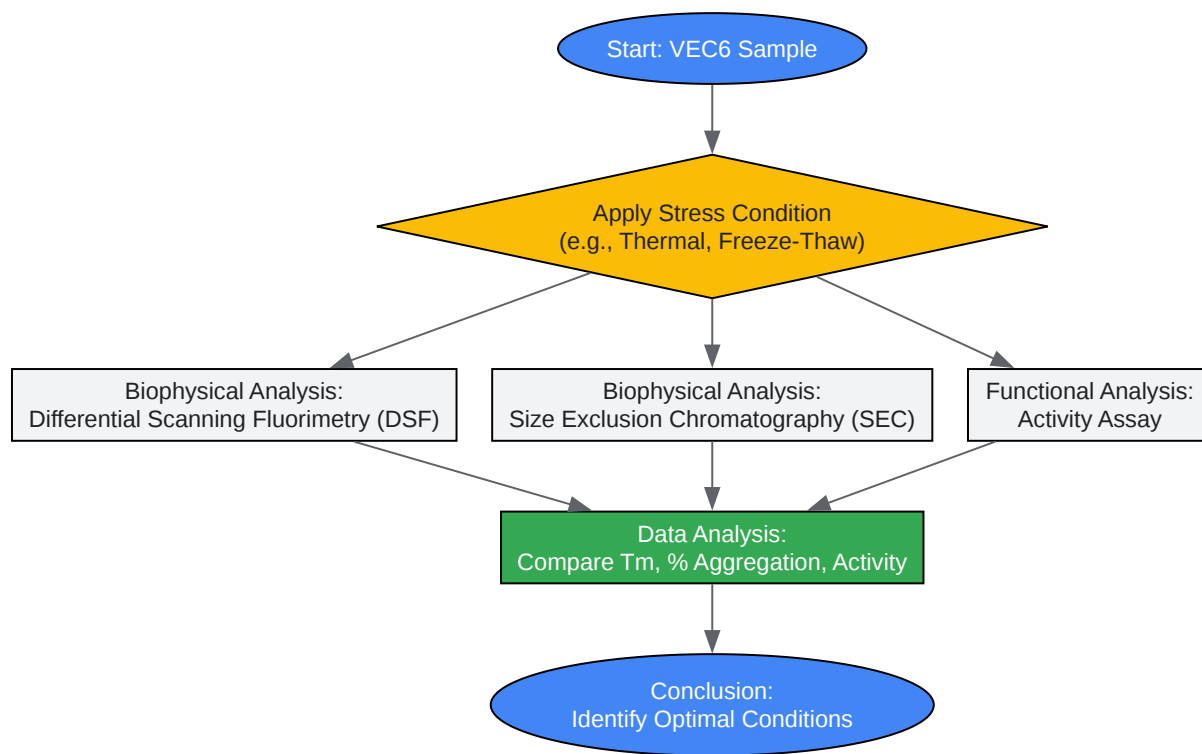 Start: VEC6 Sample
Apply Stress Condition
(e.g., Thermal, Freeze-Thaw)
Biophysical Analysis:
Differential Scanning Fluorimetry (DSF)
Biophysical Analysis:
Size Exclusion Chromatography (SEC)
Functional Analysis:
Activity Assay
Data Analysis:
Compare Tm, % Aggregation, Activity
Conclusion:
Identify Optimal Conditions